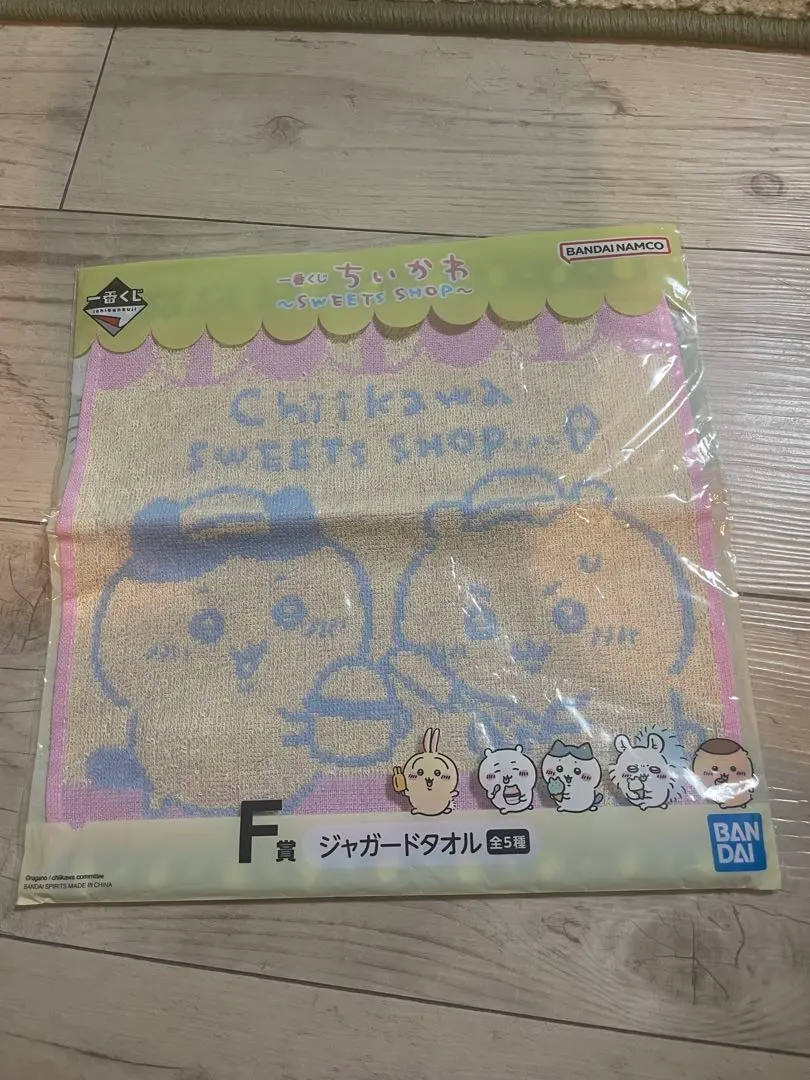 BANDAI NAMCO
一番くじ
ichibankuji
一番くじ ちいかわ
～SWEETS SHOP～
Chiikawa
SWEETS SHOP...
F賞 ジャガードタオル 全5種
BAN
DAI
©nagano / chiikawa committee
BANDAI SPIRITS MADE IN CHINA